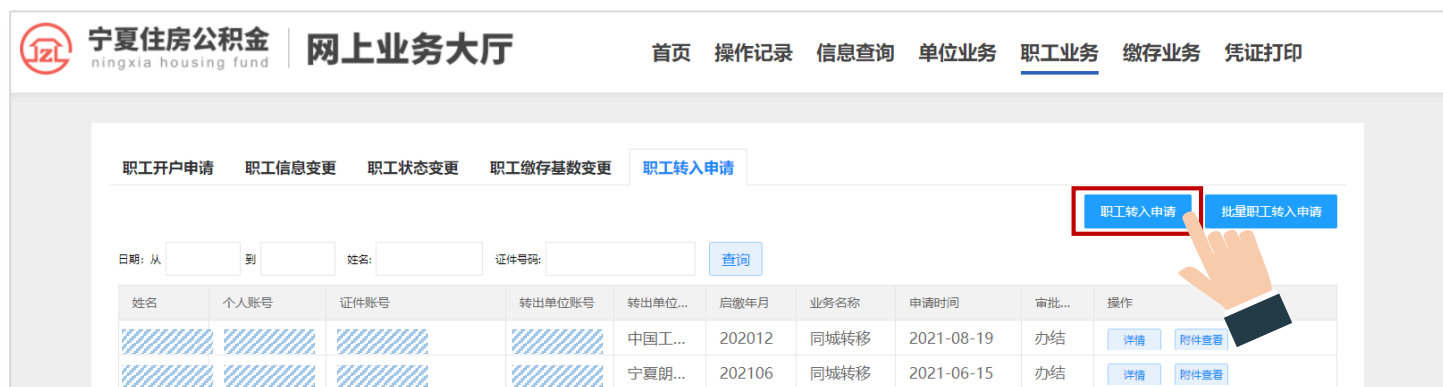 宁夏住房公积金 网上业务大厅 首页 操作记录 信息查询 单位业务 职工业务 缴存业务 凭证打印
ningxia housing fund
职工开户申请 职工信息变更 职工状态变更 职工缴存基数变更 职工转入申请
职工转入申请 批量职工转入申请
日期: 从 到 姓名: 证件号码: 查询
姓名 个人账号 证件账号 转出单位账号 转出单位... 启缴年月 业务名称 申请时间 审批... 操作
中国工... 202012 同城转移 2021-08-19 办结 详情 附件查看
宁夏朗... 202106 同城转移 2021-06-15 办结 详情 附件查看